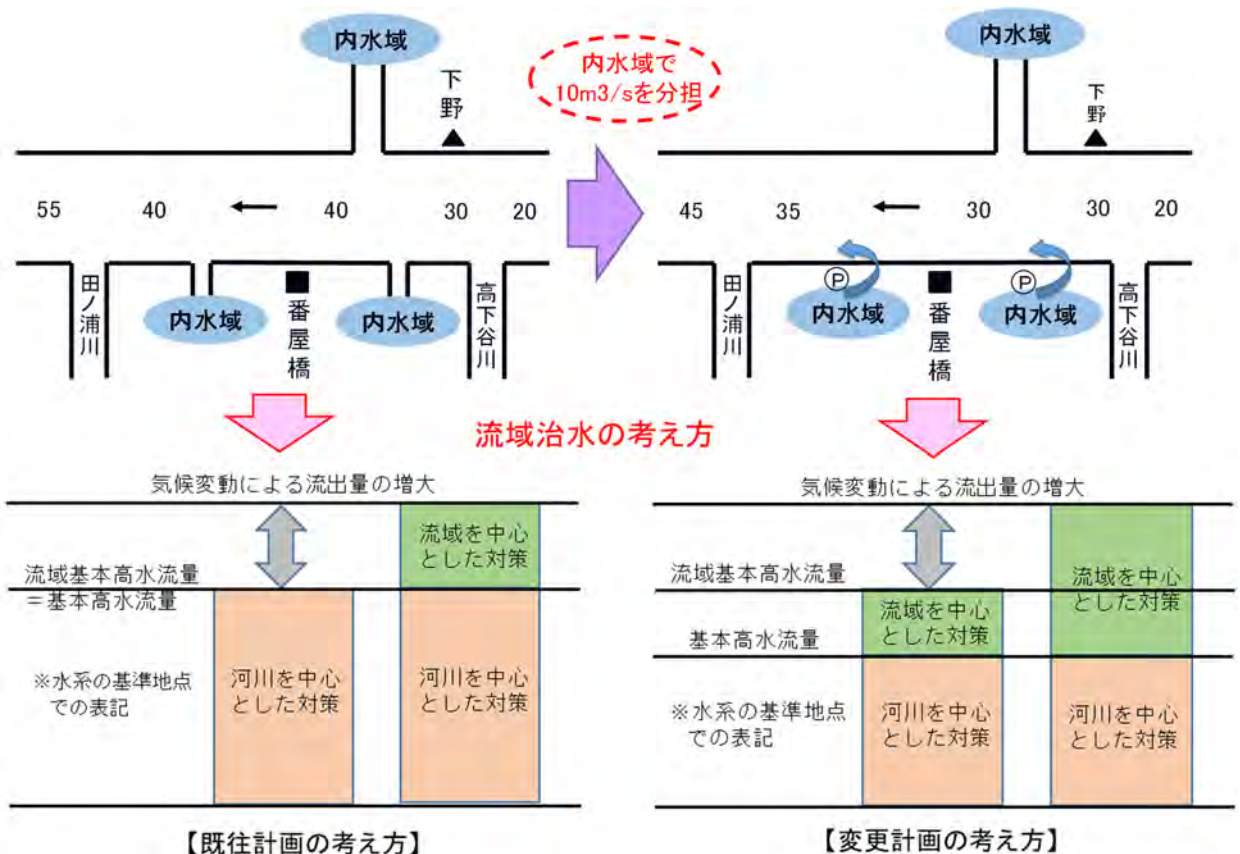 内水域
下野
55
40
40
30
20
田ノ浦川
内水域
番屋橋
内水域
高下谷川
内水域で
10m3/sを分担
内水域
下野
45
35
30
30
20
田ノ浦川
P
内水域
番屋橋
P
内水域
高下谷川
流域治水の考え方
気候変動による流出量の増大
流域を中心
とした対策
流域基本高水流量
＝基本高水流量
※水系の基準地点
での表記
河川を中心
とした対策
河川を中心
とした対策
【既往計画の考え方】
気候変動による流出量の増大
流域基本高水流量
流域を中心
とした対策
流域を中心
とした対策
基本高水流量
※水系の基準地点
での表記
河川を中心
とした対策
河川を中心
とした対策
【変更計画の考え方】